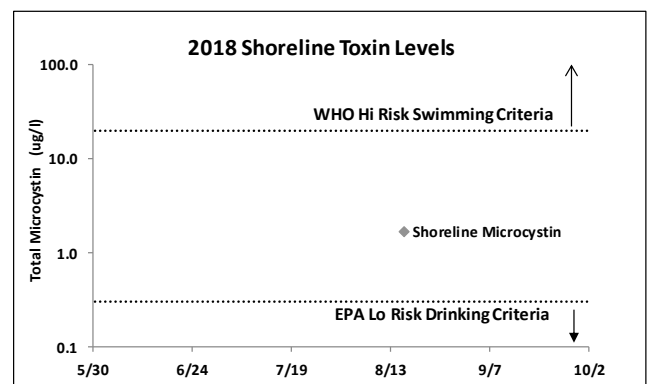 2018 Shoreline Toxin Levels
100.0
WHO Hi Risk Swimming Criteria
10.0
Total Microcystin (ug/l)
Shoreline Microcystin
1.0
EPA Lo Risk Drinking Criteria
0.1
5/30 6/24 7/19 8/13 9/7 10/2